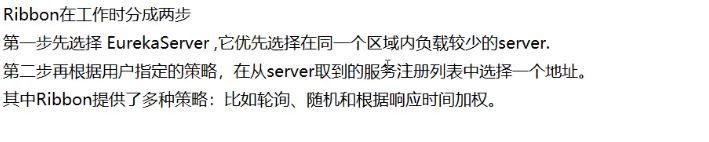 Ribbon在工作时分成两步
第一步先选择 EurekaServer ,它优先选择在同一个区域内负载较少的server.
第二步再根据用户指定的策略，在从server取到的服务注册列表中选择一个地址。
其中Ribbon提供了多种策略：比如轮询、随机和根据响应时间加权。